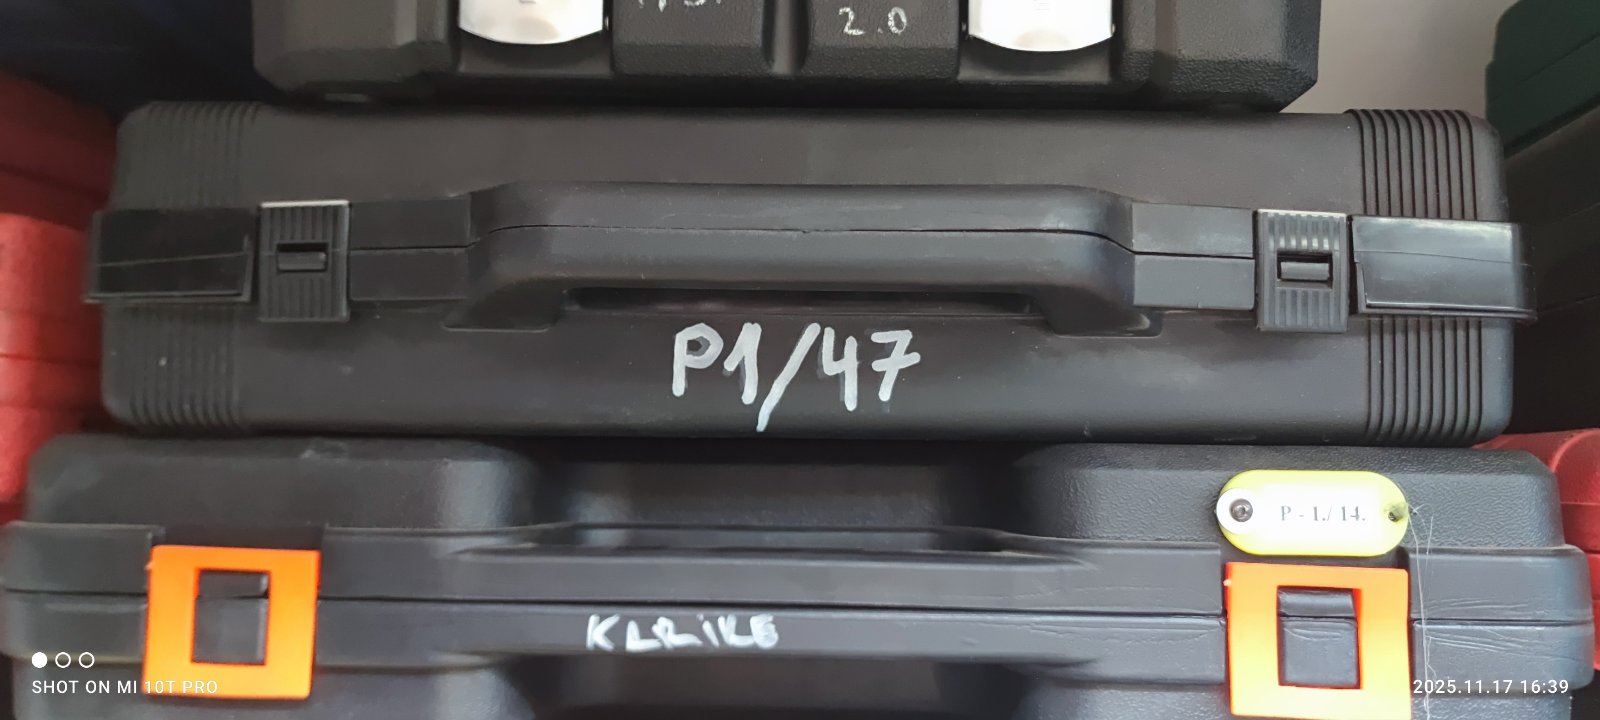 2.0
P1/47
P - 1./14.
KLRiKE
SHOT ON MI 10T PRO
2025.11.17 16:39